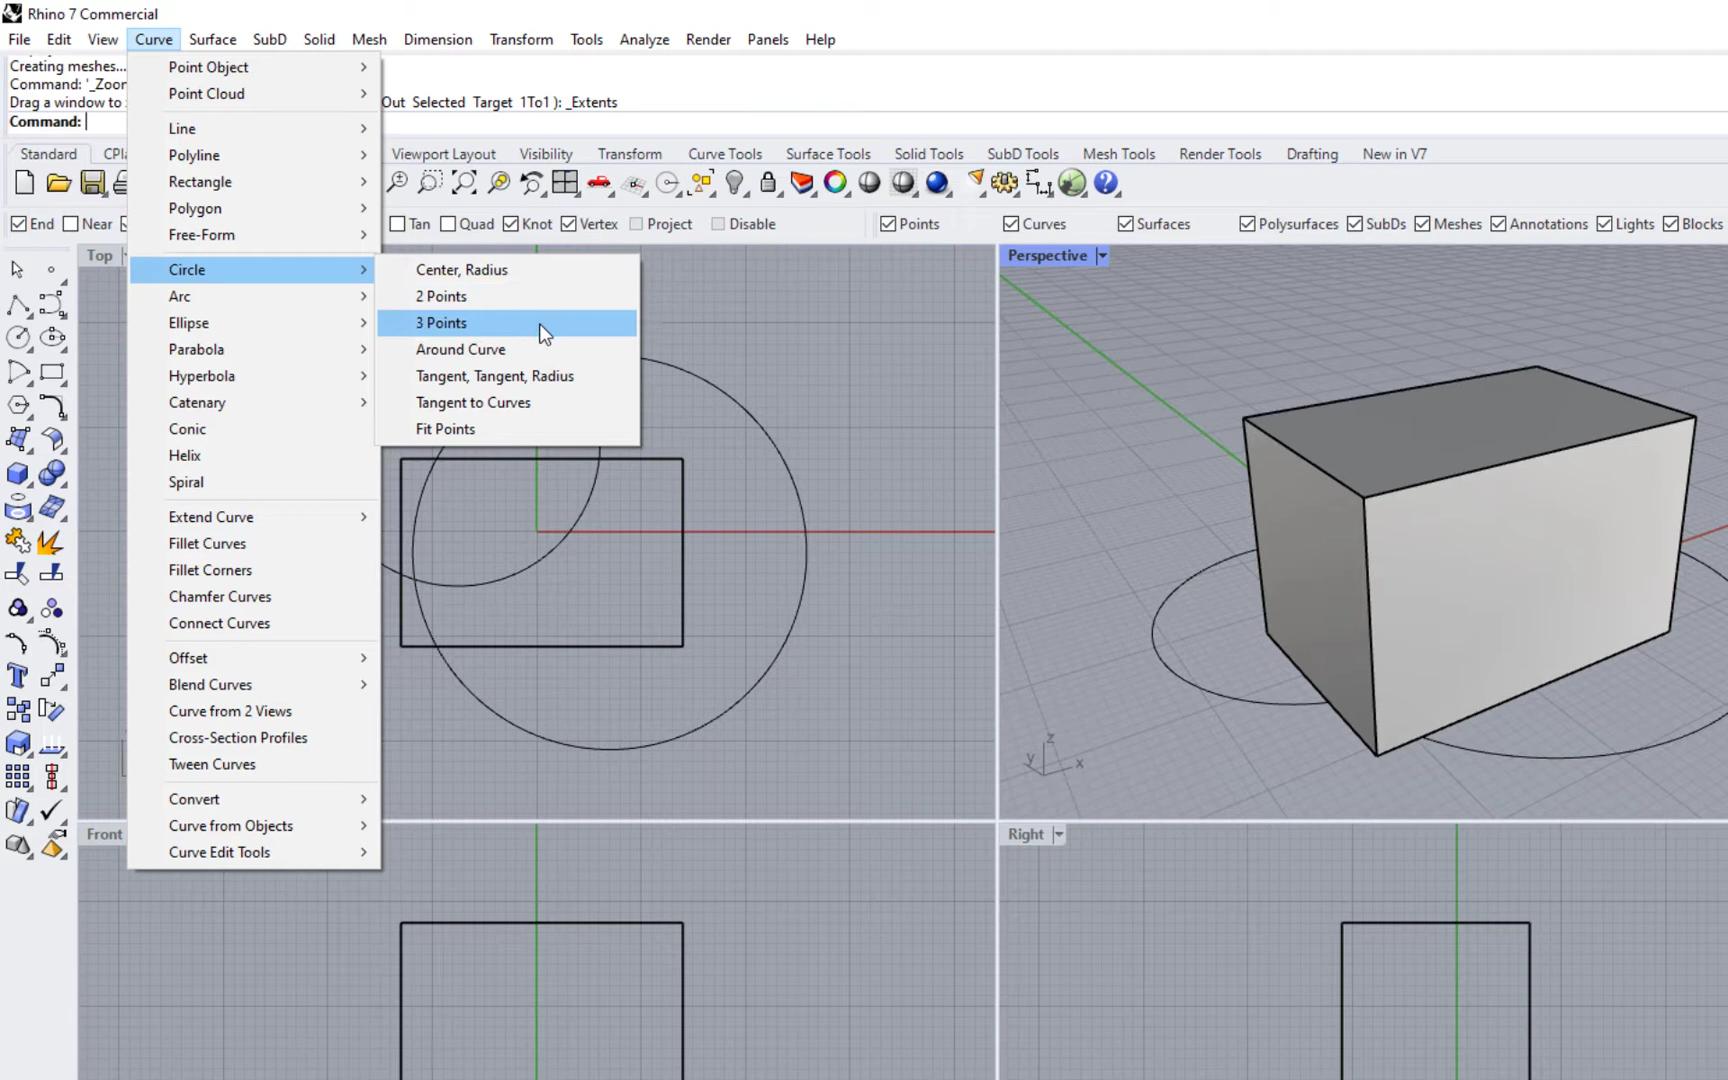 Rhino 7 Commercial
File Edit View Curve Surface SubD Solid Mesh Dimension Transform Tools Analyze Render Panels Help
Creating meshes...
Command: '_Zoo
Drag a window to Out Selected Target 1To1 ): _Extents
Command:
Standard CPl Viewport Layout Visibility Transform Curve Tools Surface Tools Solid Tools SubD Tools Mesh Tools Render Tools Drafting New in V7
End Near Tan Quad Knot Vertex Project Disable Points Curves Surfaces Polysurfaces SubDs Meshes Annotations Lights Blocks
Top
Perspective
Point Object
Point Cloud
Line
Polyline
Rectangle
Polygon
Free-Form
Circle
Arc
Ellipse
Parabola
Hyperbola
Catenary
Conic
Helix
Spiral
Extend Curve
Fillet Curves
Fillet Corners
Chamfer Curves
Connect Curves
Offset
Blend Curves
Curve from 2 Views
Cross-Section Profiles
Tween Curves
Convert
Curve from Objects
Curve Edit Tools
Center, Radius
2 Points
3 Points
Around Curve
Tangent, Tangent, Radius
Tangent to Curves
Fit Points
z
y
x
Front
Right